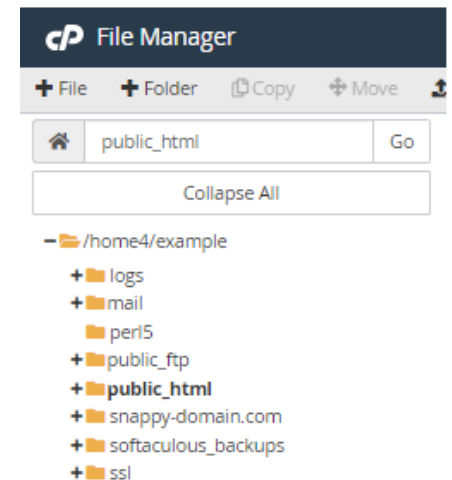 cP File Manager
+ File + Folder Copy Move
public_html Go
Collapse All
/home4/example
logs
mail
perl5
public_ftp
public_html
snappy-domain.com
softaculous_backups
ssl